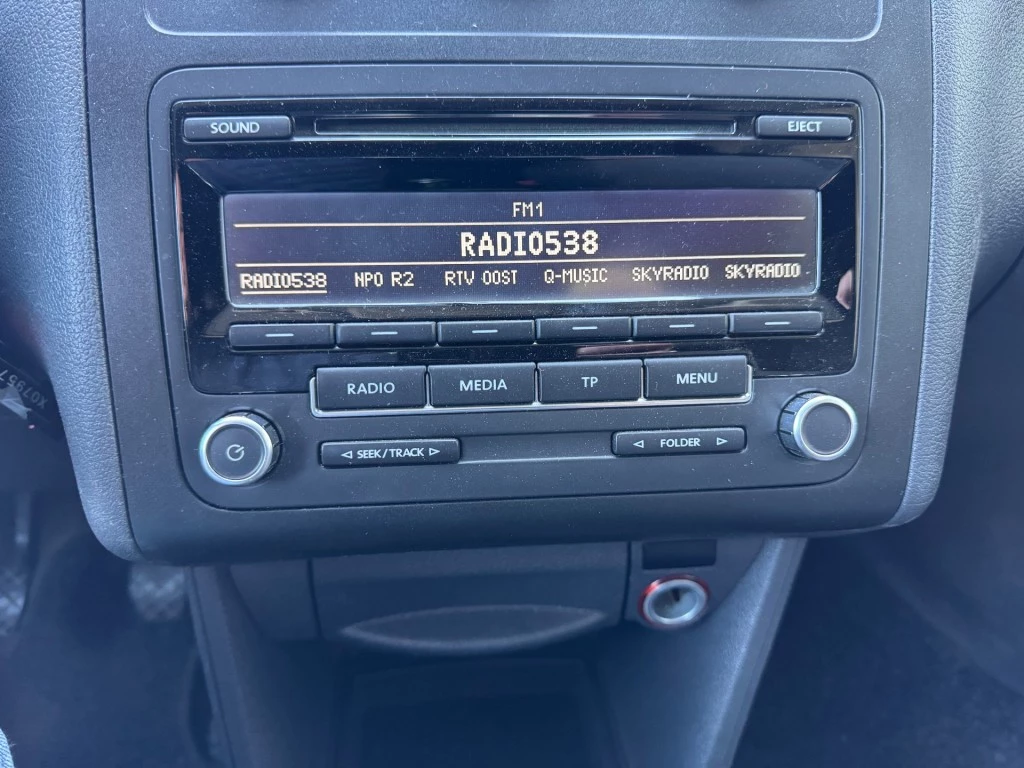 SOUND EJECT
FM1
RADIO538
RADIO538 NPO R2 RTV OOST Q-MUSIC SKYRADIO SKYRADIO
RADIO MEDIA TP MENU
SEEK/TRACK FOLDER